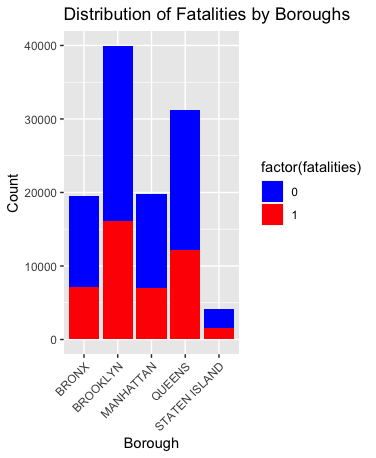 Distribution of Fatalities by Boroughs
Count
40000
30000
20000
10000
0
BRONX
BROOKLYN
MANHATTAN
QUEENS
STATEN ISLAND
Borough
factor(fatalities)
0
1